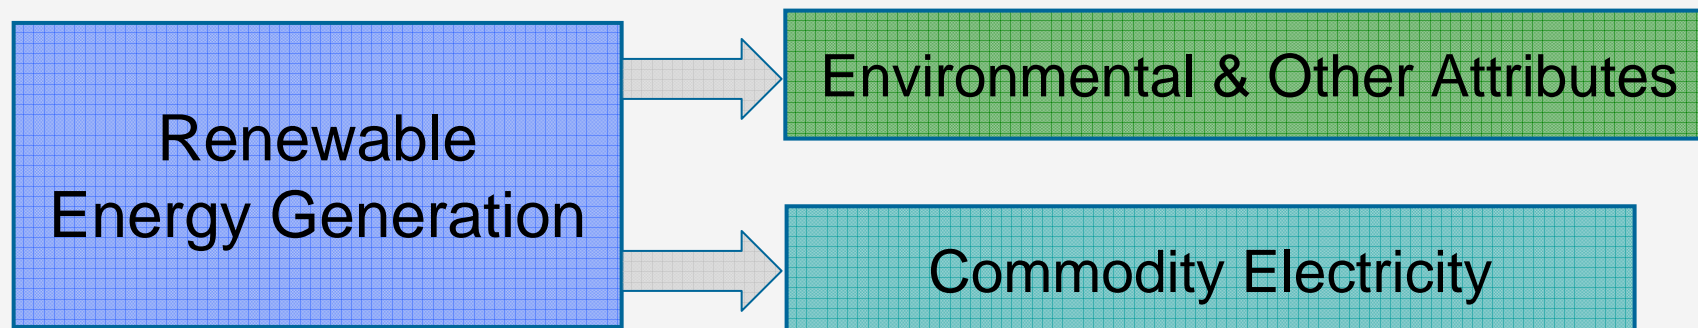 Renewable
Energy Generation
Environmental & Other Attributes
Commodity Electricity